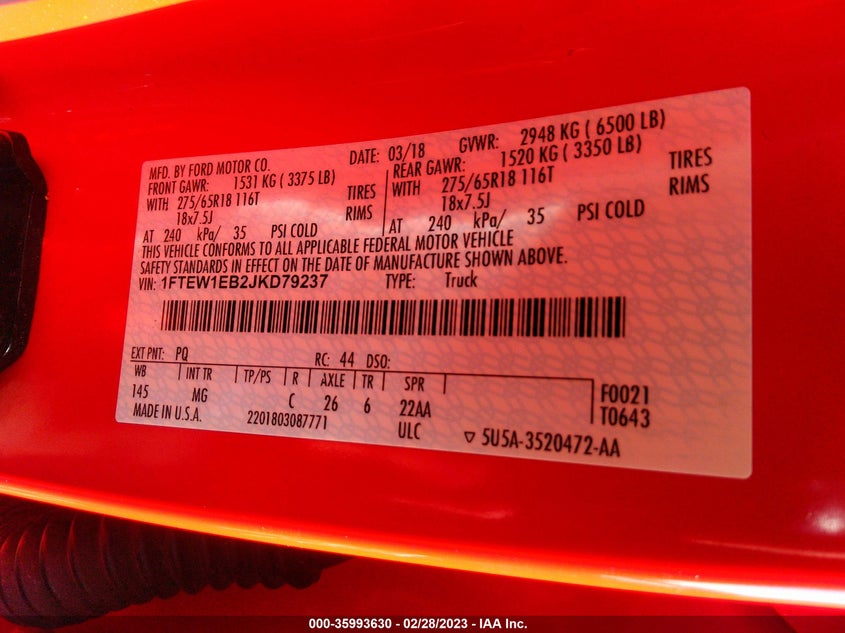 MFD. BY FORD MOTOR CO. DATE: 03/18 GVWR: 2948 KG ( 6500 LB)
FRONT GAWR: 1531 KG ( 3375 LB) REAR GAWR: 1520 KG ( 3350 LB)
WITH 275/65R18 116T TIRES WITH 275/65R18 116T TIRES
18x7.5J RIMS 18x7.5J RIMS
AT 240 kPa/ 35 PSI COLD AT 240 kPa/ 35 PSI COLD
THIS VEHICLE CONFORMS TO ALL APPLICABLE FEDERAL MOTOR VEHICLE
SAFETY STANDARDS IN EFFECT ON THE DATE OF MANUFACTURE SHOWN ABOVE.
VIN: 1FTEW1EB2JKD79237 TYPE: Truck
EXT PNT: PQ RC: 44 DSO:
WB INT TR TP/PS R AXLE TR SPR
145 MG C 26 6 22AA F0021
MADE IN U.S.A. 2201803087771 ULC ▽ 5U5A-3520472-AA T0643
000-35993630 - 02/28/2023 - IAA Inc.